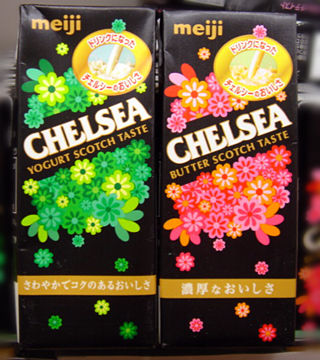 meiji
ドリンクになった
チェルシーのおいしさ
CHELSEA
YOGURT SCOTCH TASTE
さわやかでコクのあるおいしさ
meiji
ドリンクになった
チェルシーのおいしさ
CHELSEA
BUTTER SCOTCH TASTE
濃厚なおいしさ